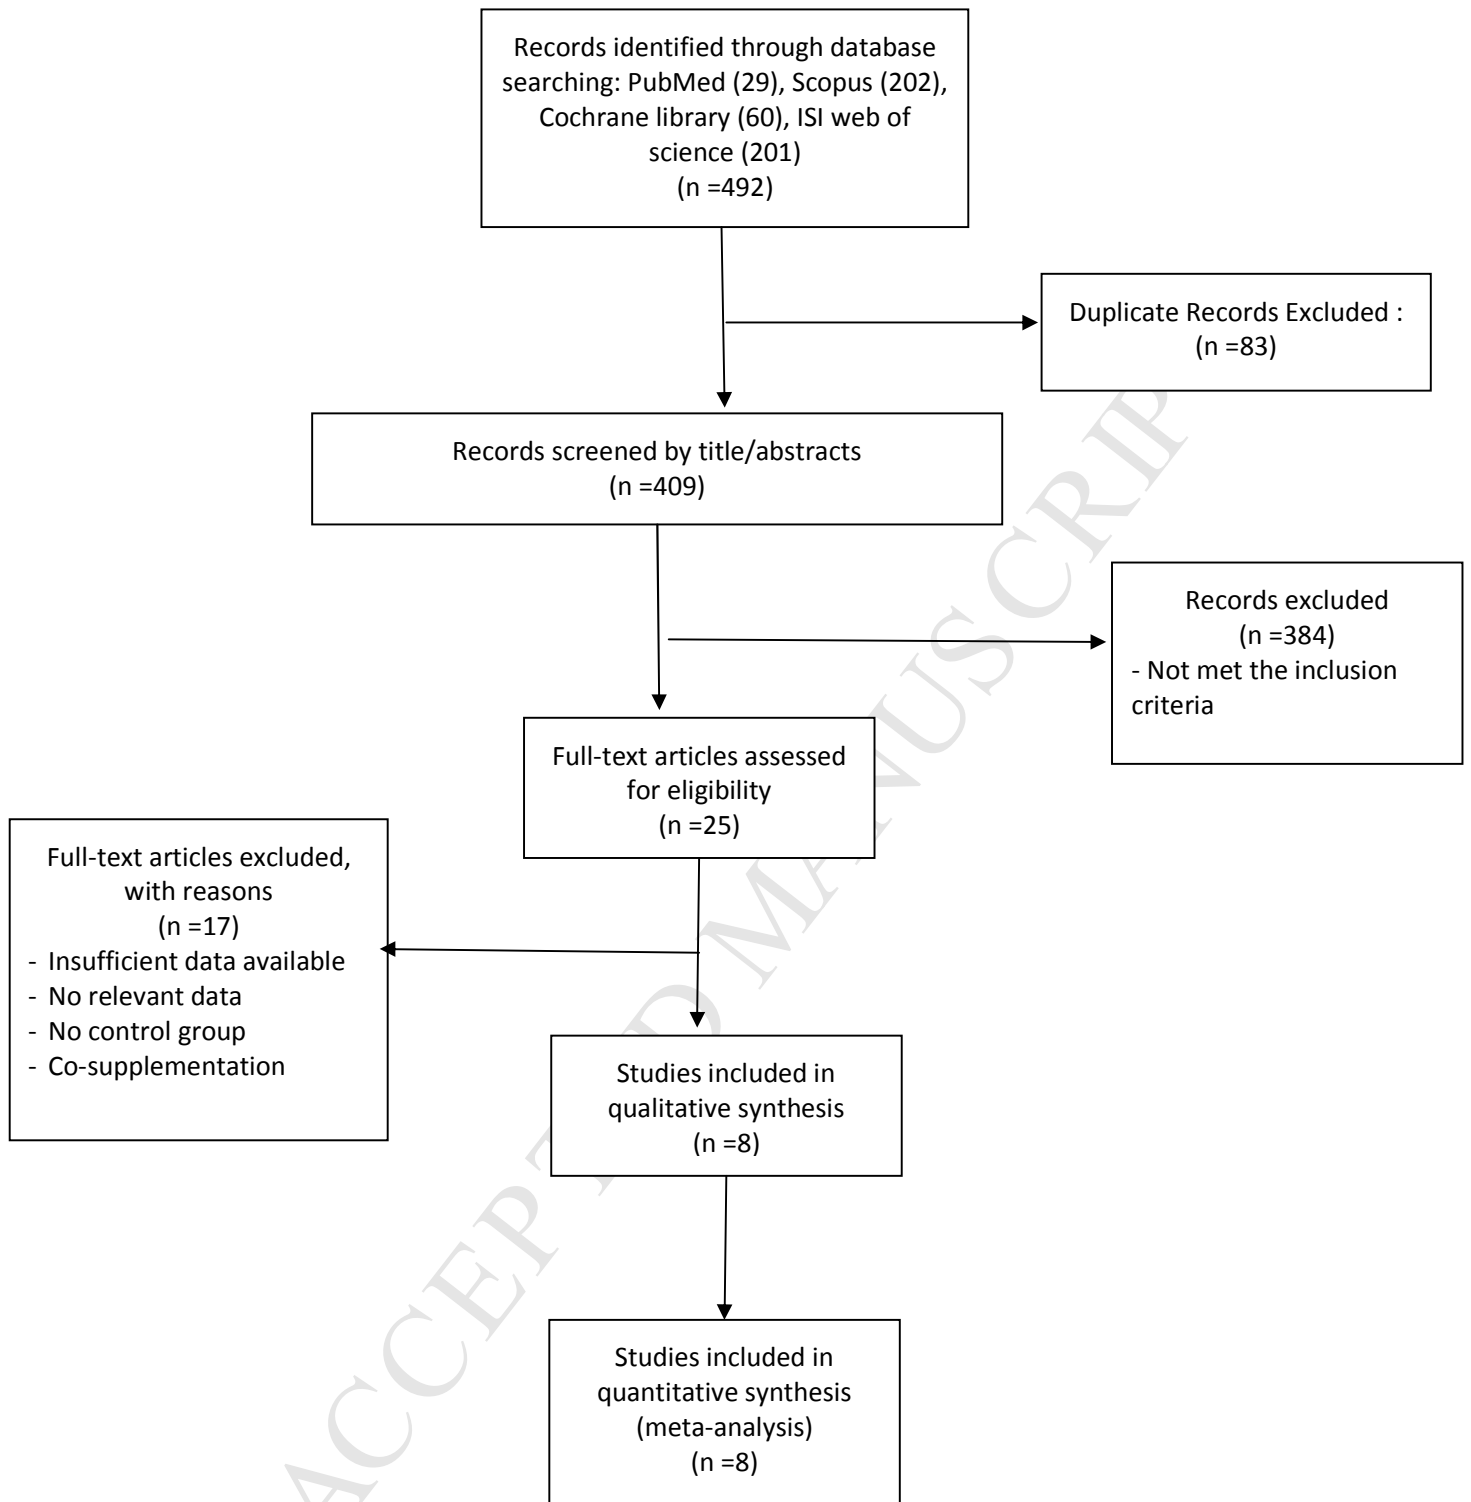 Records identified through database
searching: PubMed (29), Scopus (202),
Cochrane library (60), ISI web of
science (201)
(n =492)
Duplicate Records Excluded :
(n =83)
Records screened by title/abstracts
(n =409)
Records excluded
(n =384)
- Not met the inclusion
criteria
Full-text articles assessed
for eligibility
(n =25)
Full-text articles excluded,
with reasons
(n =17)
- Insufficient data available
- No relevant data
- No control group
- Co-supplementation
Studies included in
qualitative synthesis
(n =8)
Studies included in
quantitative synthesis
(meta-analysis)
(n =8)
ACCEPTED MANUSCRIPT